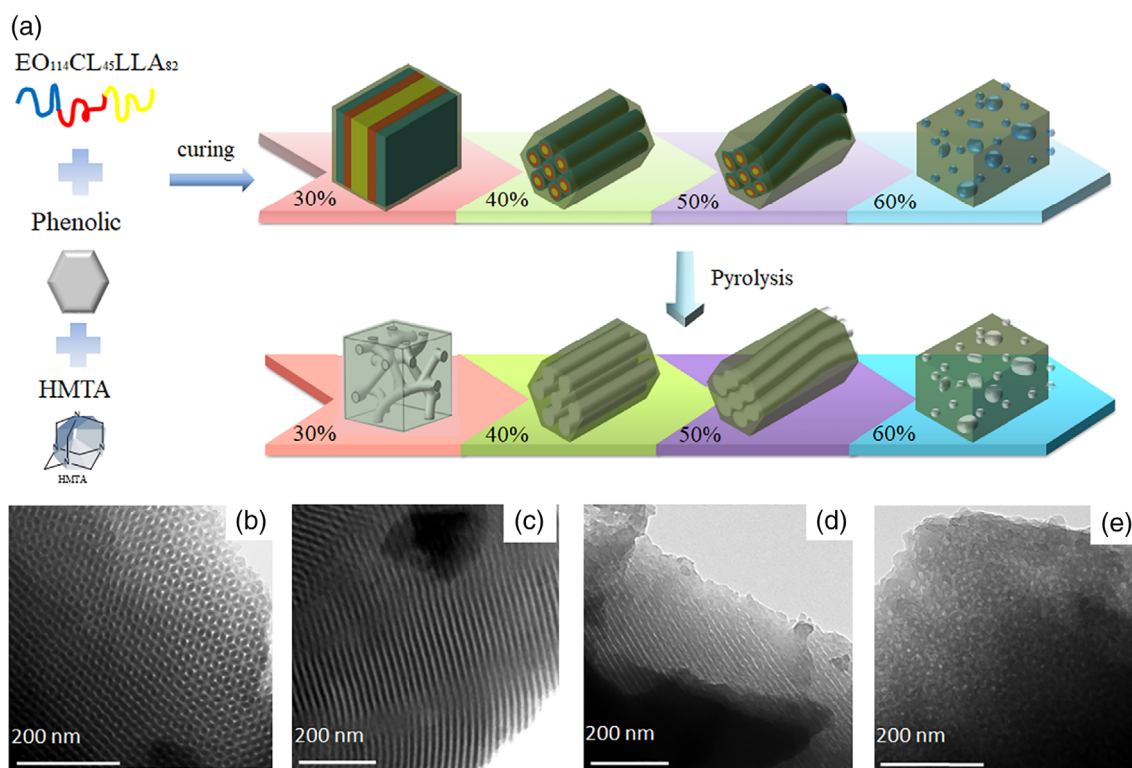 (a)
EO₁₁₄CL₄₅LLA₈₂
Phenolic
HMTA
N
N
N
N
HMTA
curing
30%
40%
50%
60%
Pyrolysis
30%
40%
50%
60%
(b)
200 nm
(c)
200 nm
(d)
200 nm
(e)
200 nm